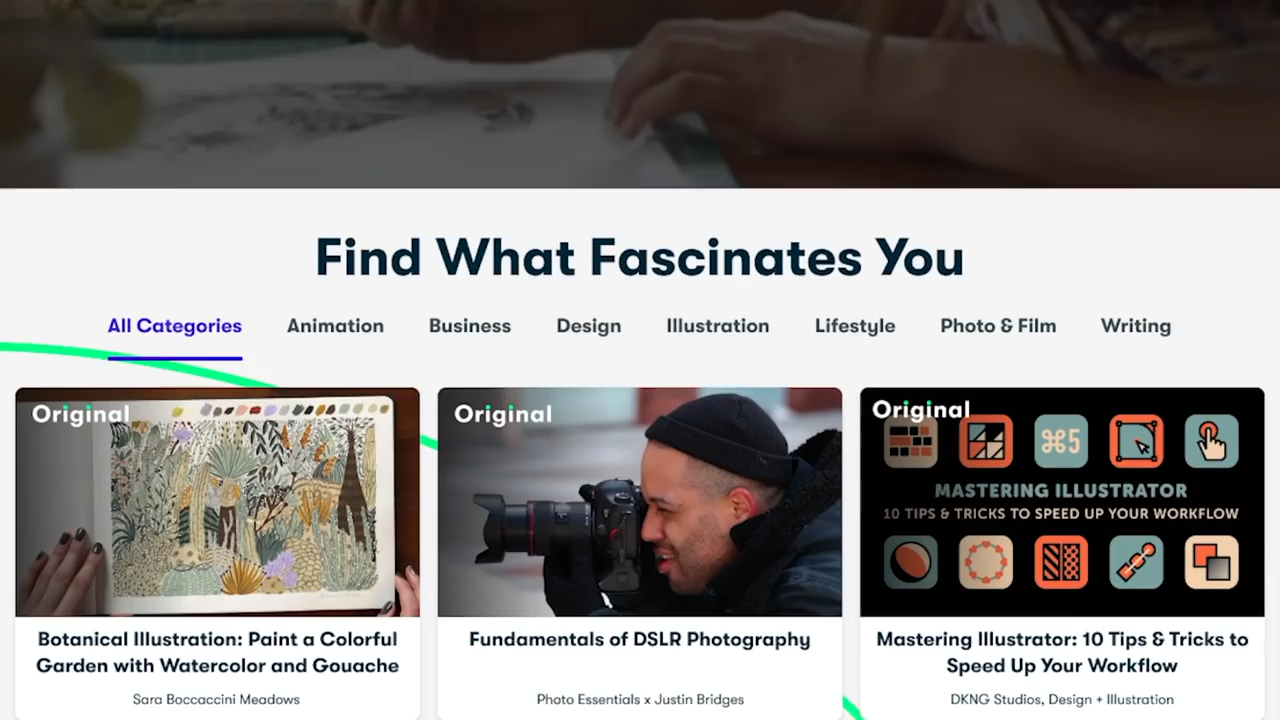 Find What Fascinates You
All Categories Animation Business Design Illustration Lifestyle Photo & Film Writing
Original
Original
Original
⌘5
MASTERING ILLUSTRATOR
10 TIPS & TRICKS TO SPEED UP YOUR WORKFLOW
Botanical Illustration: Paint a Colorful
Garden with Watercolor and Gouache
Sara Boccaccini Meadows
Fundamentals of DSLR Photography
Photo Essentials x Justin Bridges
Mastering Illustrator: 10 Tips & Tricks to
Speed Up Your Workflow
DKNG Studios, Design + Illustration